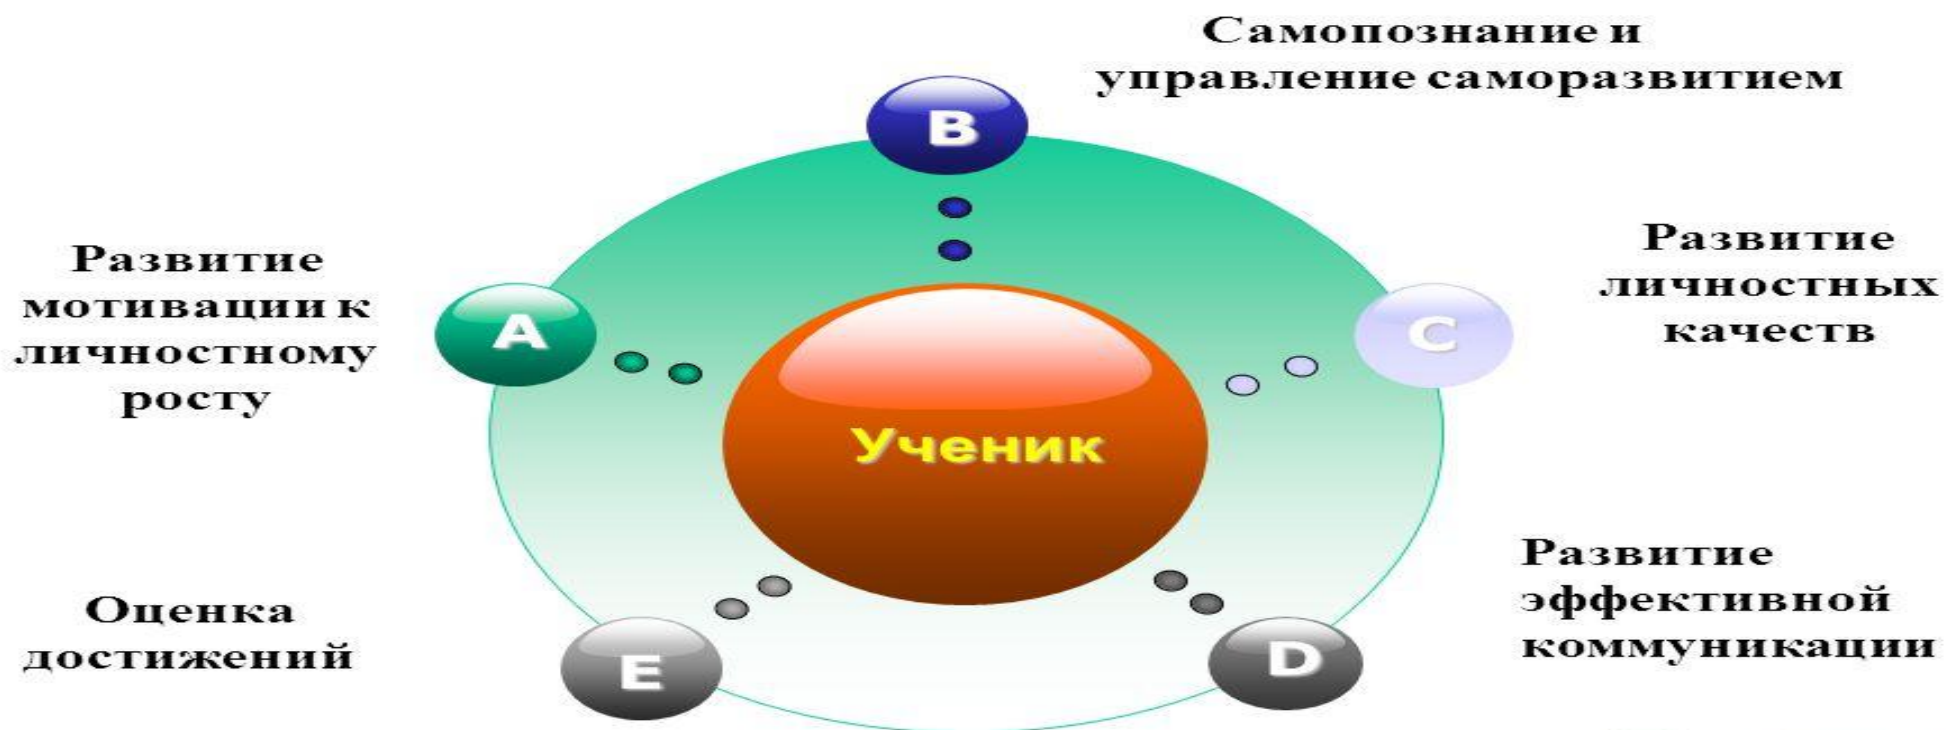 Самопознание и
управление саморазвитием
B
Развитие
мотивации к
личностному
росту
A
Развитие
личностных
качеств
C
Ученик
Оценка
достижений
E
Развитие
эффективной
коммуникации
D